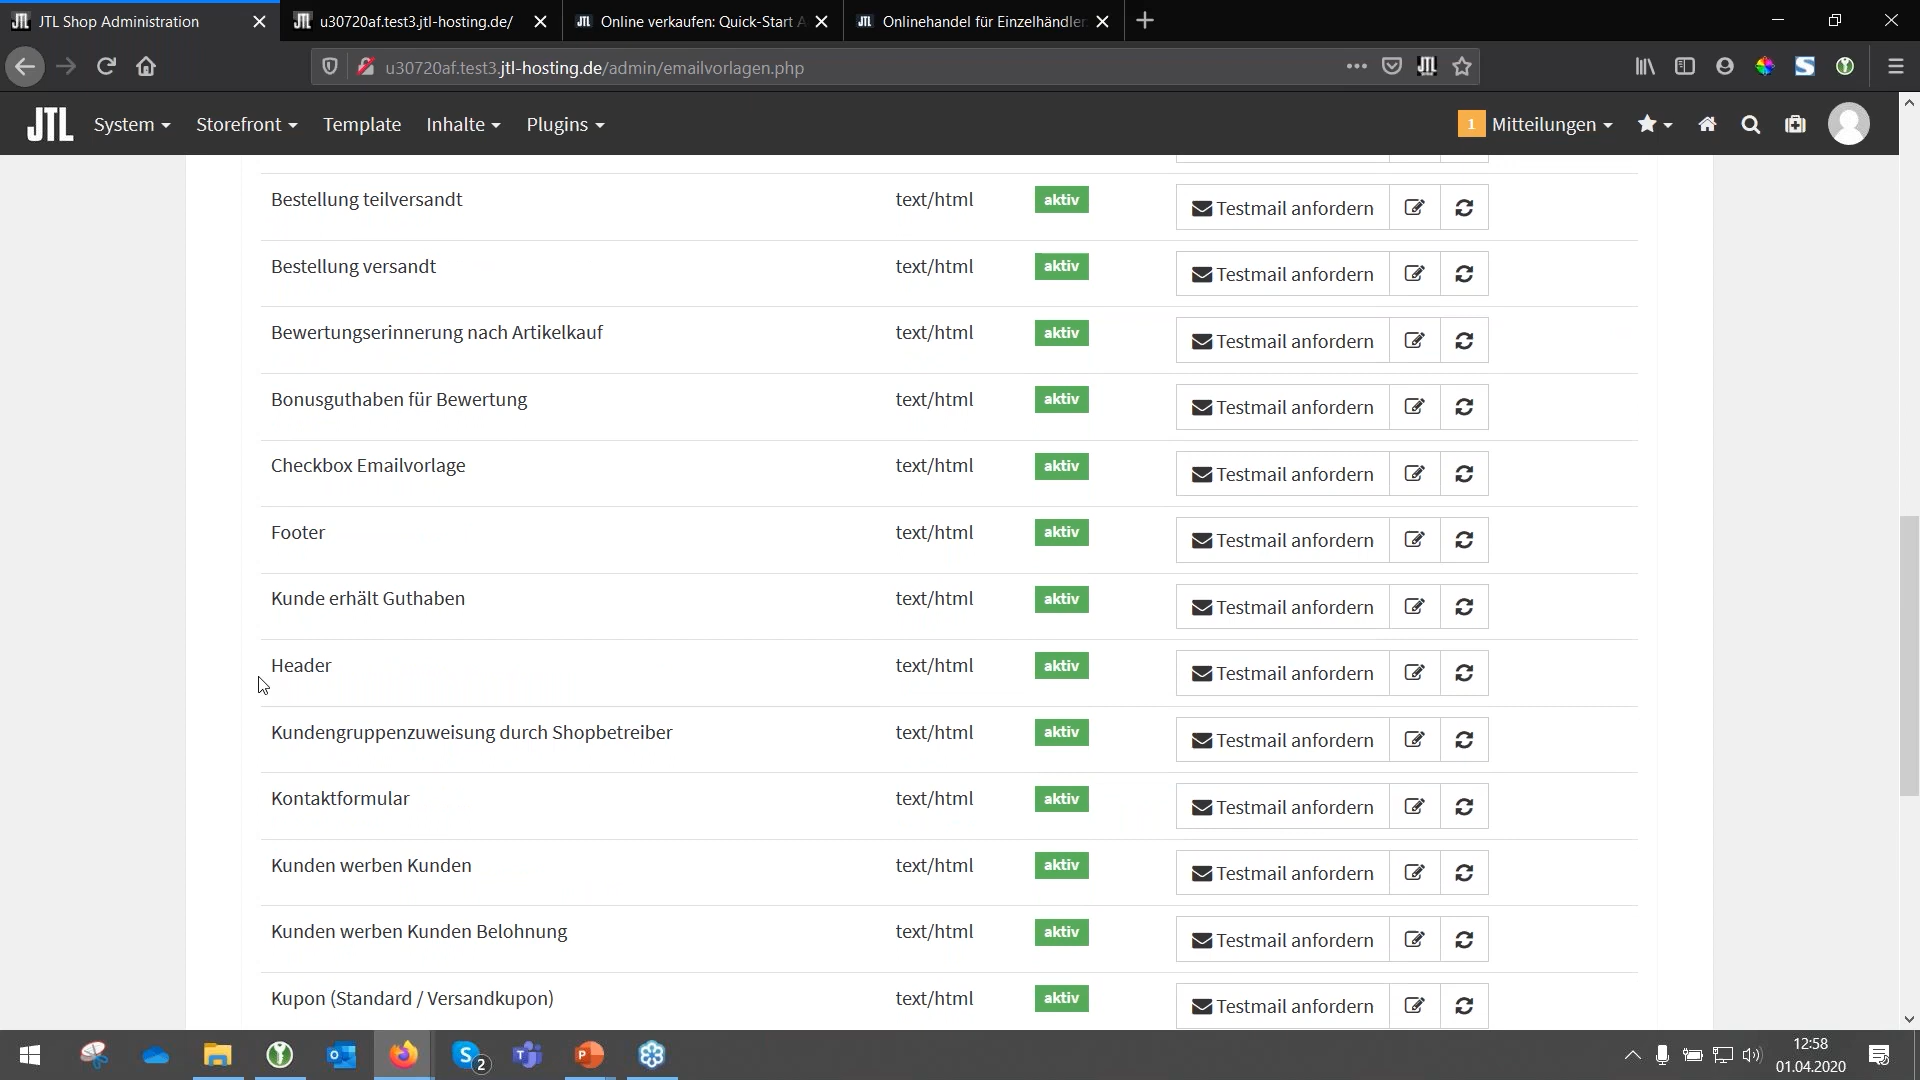 JTL Shop Administration
u30720af.test3.jtl-hosting.de/
Online verkaufen: Quick-Start A
Onlinehandel für Einzelhändler
u30720af.test3.jtl-hosting.de/admin/emailvorlagen.php
JTL
System
Storefront
Template
Inhalte
Plugins
1
Mitteilungen
Bestellung teilversandt text/html aktiv Testmail anfordern
Bestellung versandt text/html aktiv Testmail anfordern
Bewertungserinnerung nach Artikelkauf text/html aktiv Testmail anfordern
Bonusguthaben für Bewertung text/html aktiv Testmail anfordern
Checkbox Emailvorlage text/html aktiv Testmail anfordern
Footer text/html aktiv Testmail anfordern
Kunde erhält Guthaben text/html aktiv Testmail anfordern
Header text/html aktiv Testmail anfordern
Kundengruppenzuweisung durch Shopbetreiber text/html aktiv Testmail anfordern
Kontaktformular text/html aktiv Testmail anfordern
Kunden werben Kunden text/html aktiv Testmail anfordern
Kunden werben Kunden Belohnung text/html aktiv Testmail anfordern
Kupon (Standard / Versandkupon) text/html aktiv Testmail anfordern
2
12:58
01.04.2020